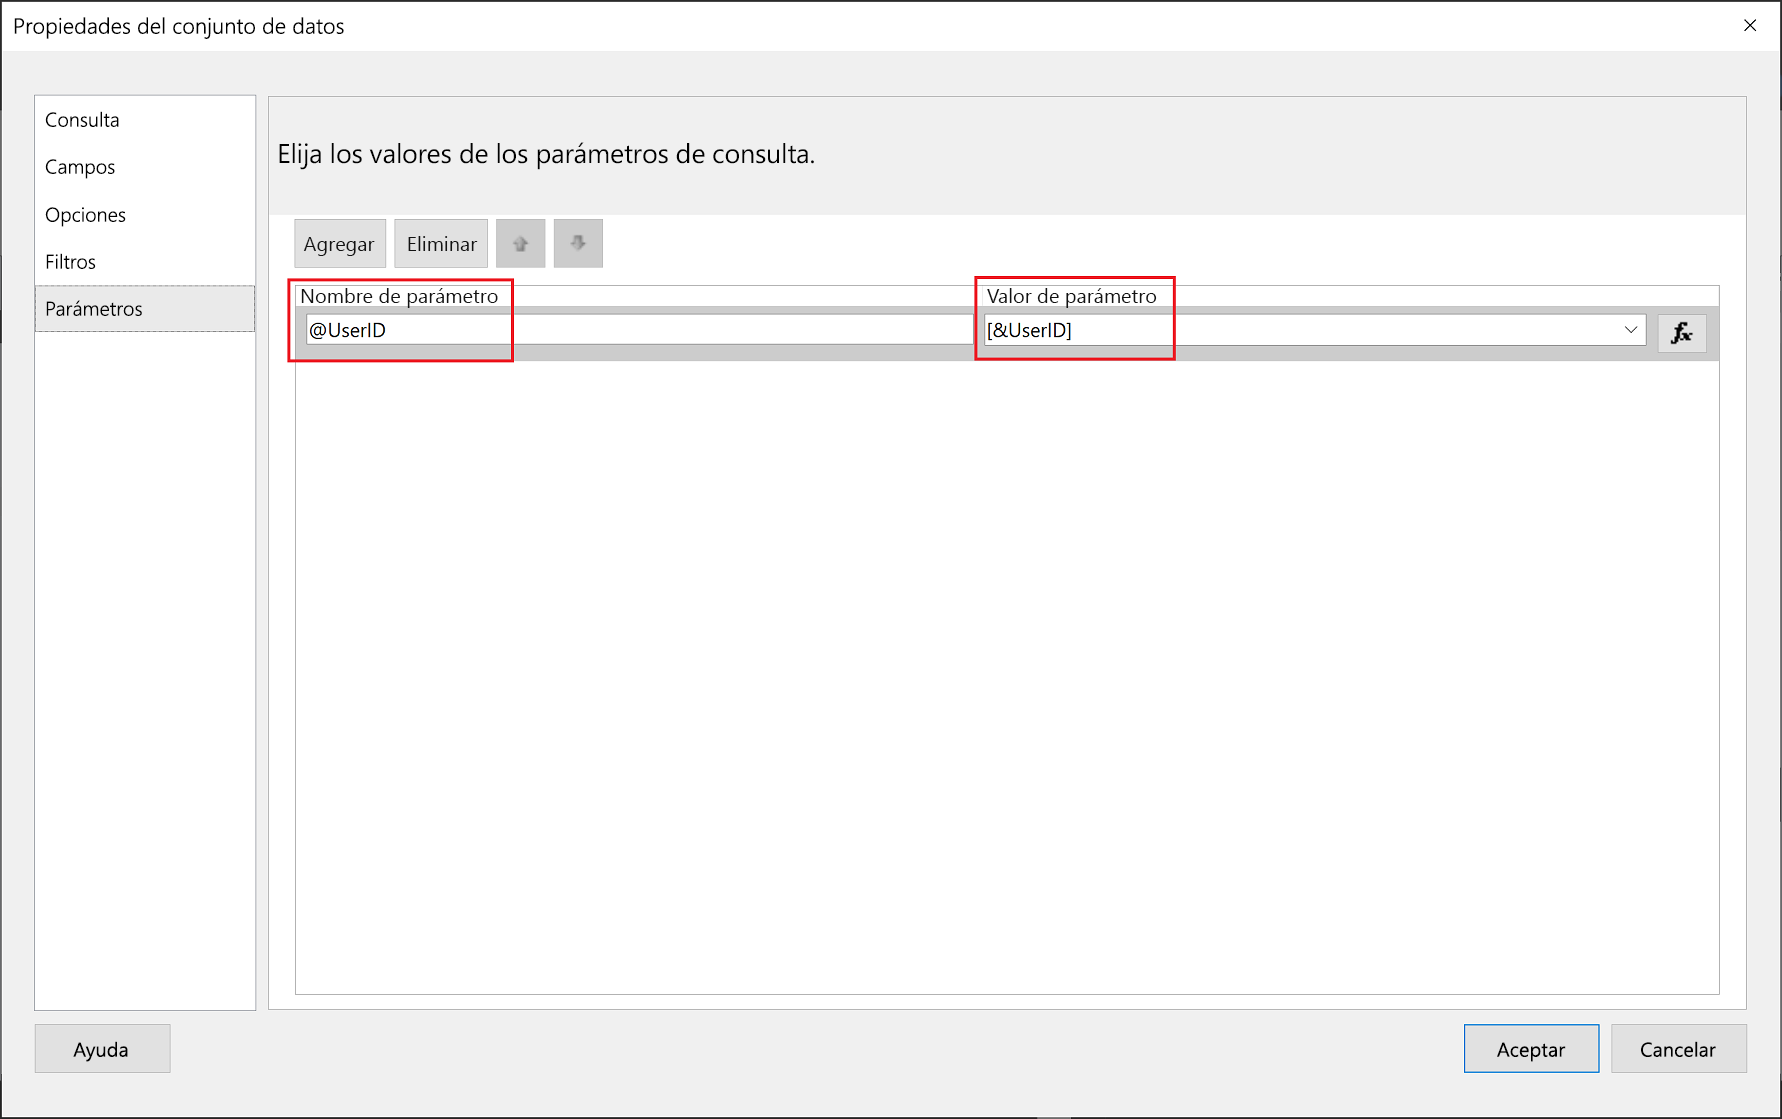 Propiedades del conjunto de datos
Consulta
Campos
Opciones
Filtros
Parámetros
Elija los valores de los parámetros de consulta.
Agregar Eliminar
Nombre de parámetro Valor de parámetro
@UserID [&UserID] fx
Ayuda Aceptar Cancelar